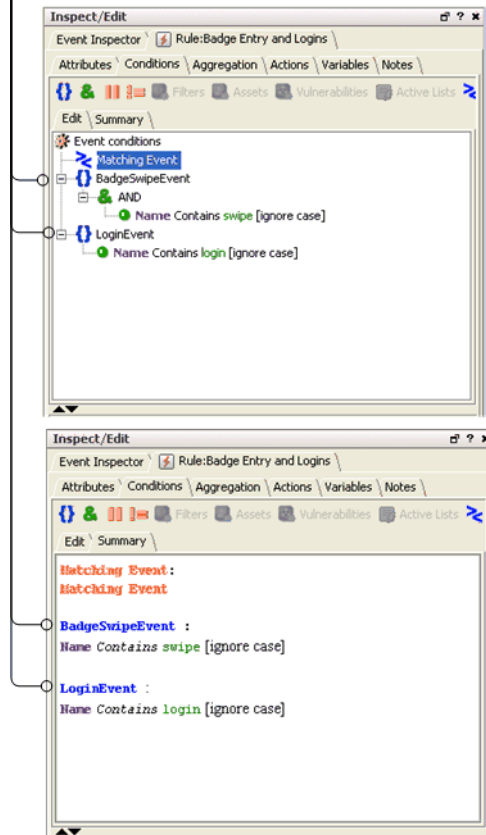 Inspect/Edit ?
Event Inspector Rule:Badge Entry and Logins
Attributes Conditions Aggregation Actions Variables Notes
{} & Filters Assets Vulnerabilities Active Lists
Edit Summary
Event conditions
Matching Event
{} BadgeSwipeEvent
& AND
Name Contains swipe [ignore case]
{} LoginEvent
Name Contains login [ignore case]
Inspect/Edit ?
Event Inspector Rule:Badge Entry and Logins
Attributes Conditions Aggregation Actions Variables Notes
{} & Filters Assets Vulnerabilities Active Lists
Edit Summary
Matching Event:
Matching Event
BadgeSwipeEvent :
Name Contains swipe [ignore case]
LoginEvent :
Name Contains login [ignore case]